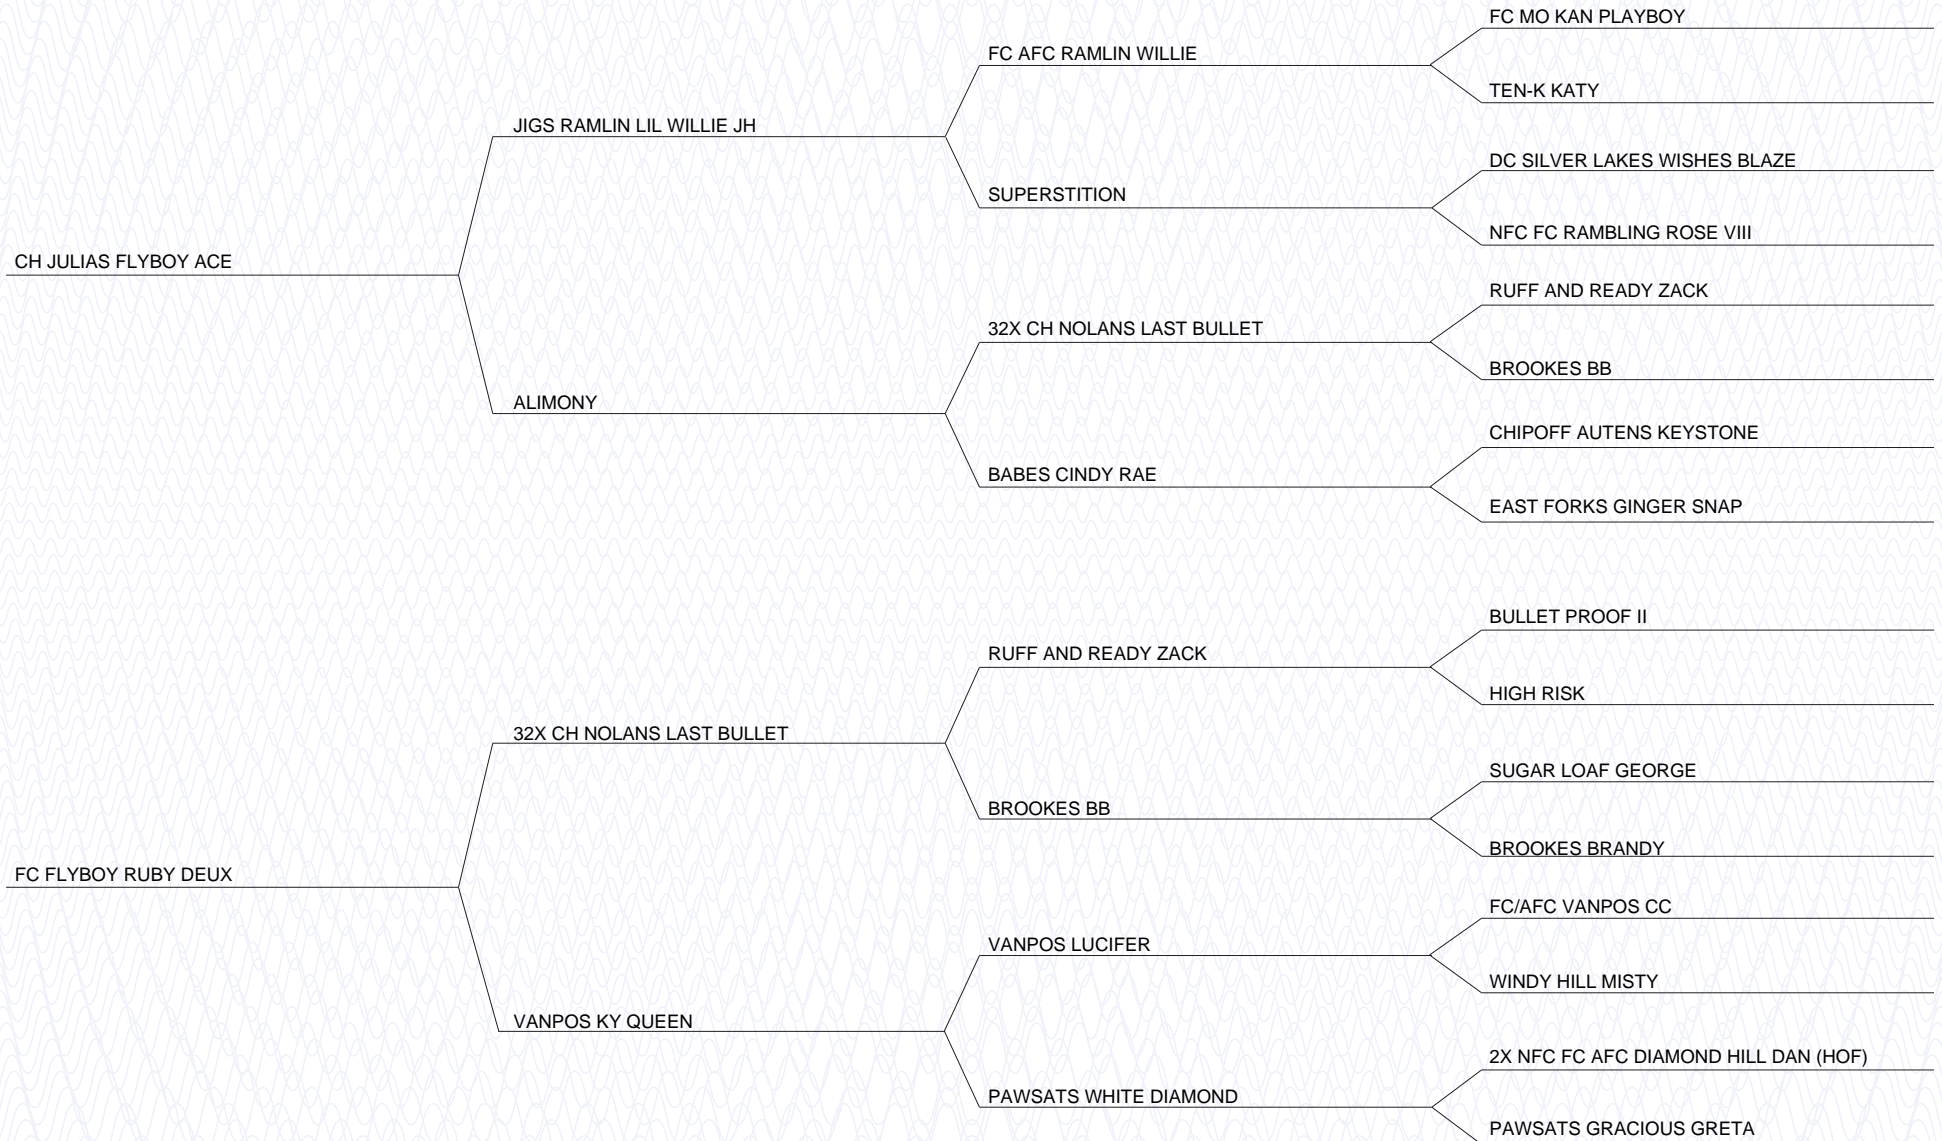 FC MO KAN PLAYBOY
FC AFC RAMLIN WILLIE
TEN-K KATY
JIGS RAMLIN LIL WILLIE JH
DC SILVER LAKES WISHES BLAZE
SUPERSTITION
NFC FC RAMBLING ROSE VIII
CH JULIAS FLYBOY ACE
RUFF AND READY ZACK
32X CH NOLANS LAST BULLET
BROOKES BB
ALIMONY
CHIPOFF AUTENS KEYSTONE
BABES CINDY RAE
EAST FORKS GINGER SNAP
BULLET PROOF II
RUFF AND READY ZACK
HIGH RISK
32X CH NOLANS LAST BULLET
SUGAR LOAF GEORGE
BROOKES BB
BROOKES BRANDY
FC FLYBOY RUBY DEUX
FC/AFC VANPOS CC
VANPOS LUCIFER
WINDY HILL MISTY
VANPOS KY QUEEN
2X NFC FC AFC DIAMOND HILL DAN (HOF)
PAWSATS WHITE DIAMOND
PAWSATS GRACIOUS GRETA